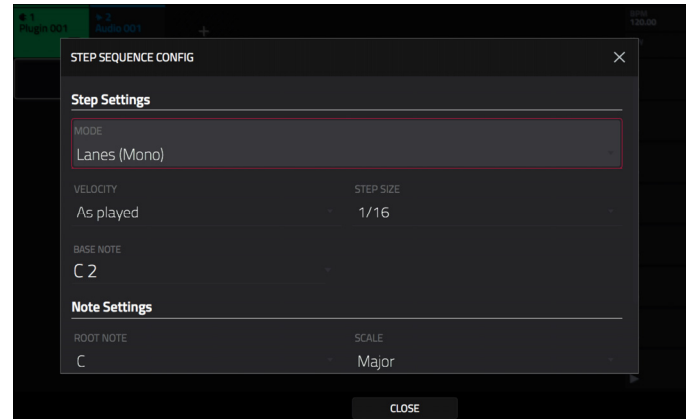 1
Plugin 001
2
Audio 001
+
BPM
120.00
STEP SEQUENCE CONFIG
Step Settings
MODE
Lanes (Mono)
VELOCITY STEP SIZE
As played 1/16
BASE NOTE
C 2
Note Settings
ROOT NOTE SCALE
C Major
CLOSE